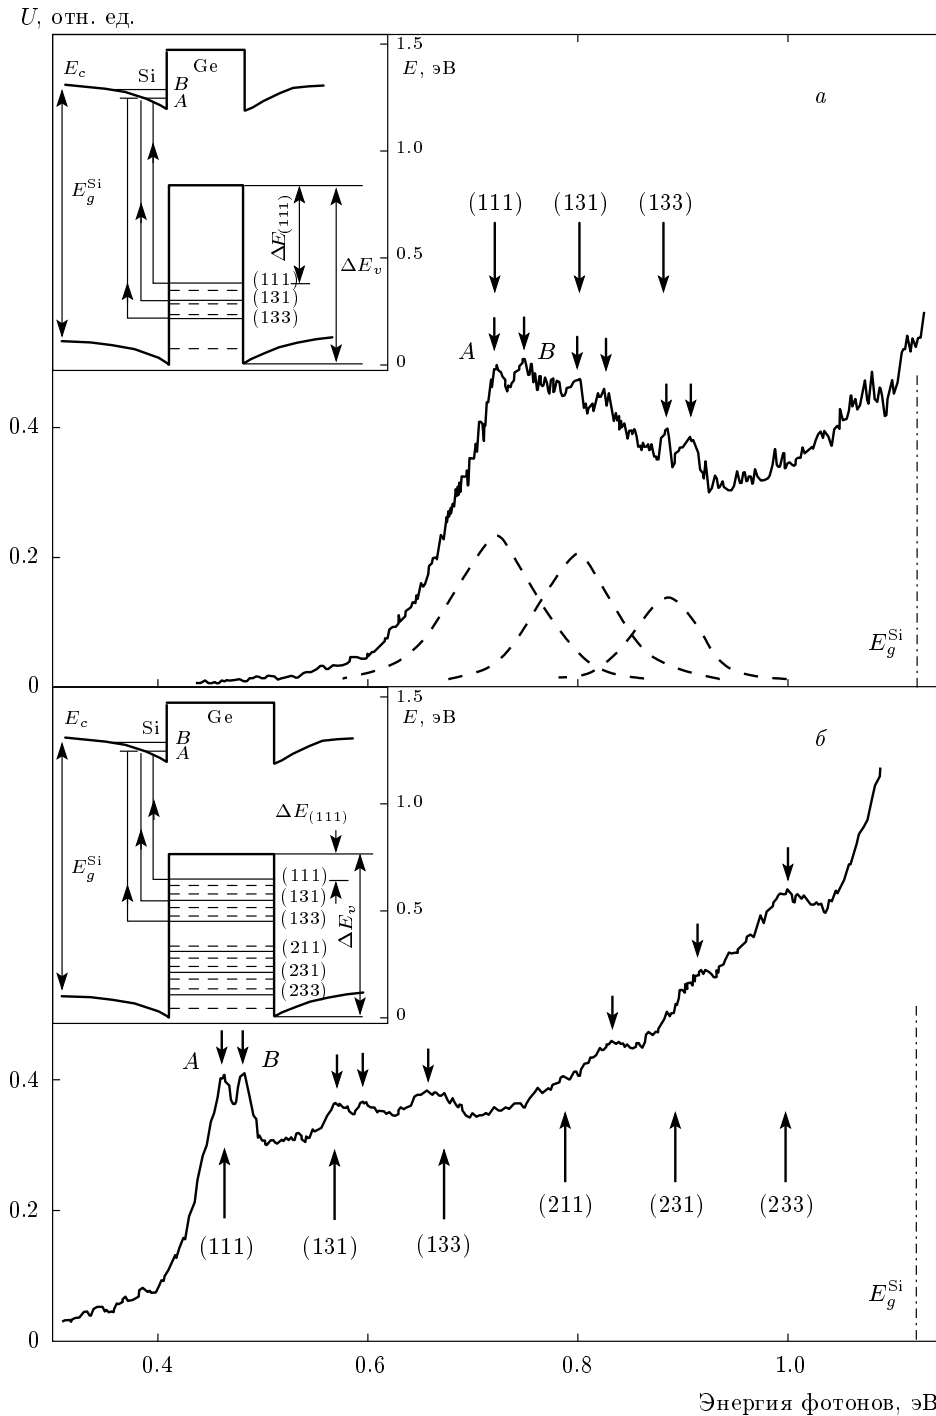 U, отн. ед.
1.5
E, эВ
1.0
0.5
0
E_c
Si
Ge
B
A
E_g^Si
ΔE_(111)
ΔE_v
(111)
(131)
(133)
а
(111)
(131)
(133)
A
B
0.4
0.2
0
E_g^Si
1.5
E, эВ
1.0
0.5
0
E_c
Si
Ge
B
A
E_g^Si
ΔE_(111)
ΔE_v
(111)
(131)
(133)
(211)
(231)
(233)
б
A
B
0.4
0.2
0
(111)
(131)
(133)
(211)
(231)
(233)
E_g^Si
0.4
0.6
0.8
1.0
Энергия фотонов, эВ